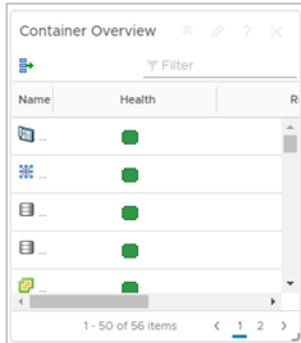 Container Overview ?
Filter
Name Health R
...
...
...
...
...
1 - 50 of 56 items 1 2